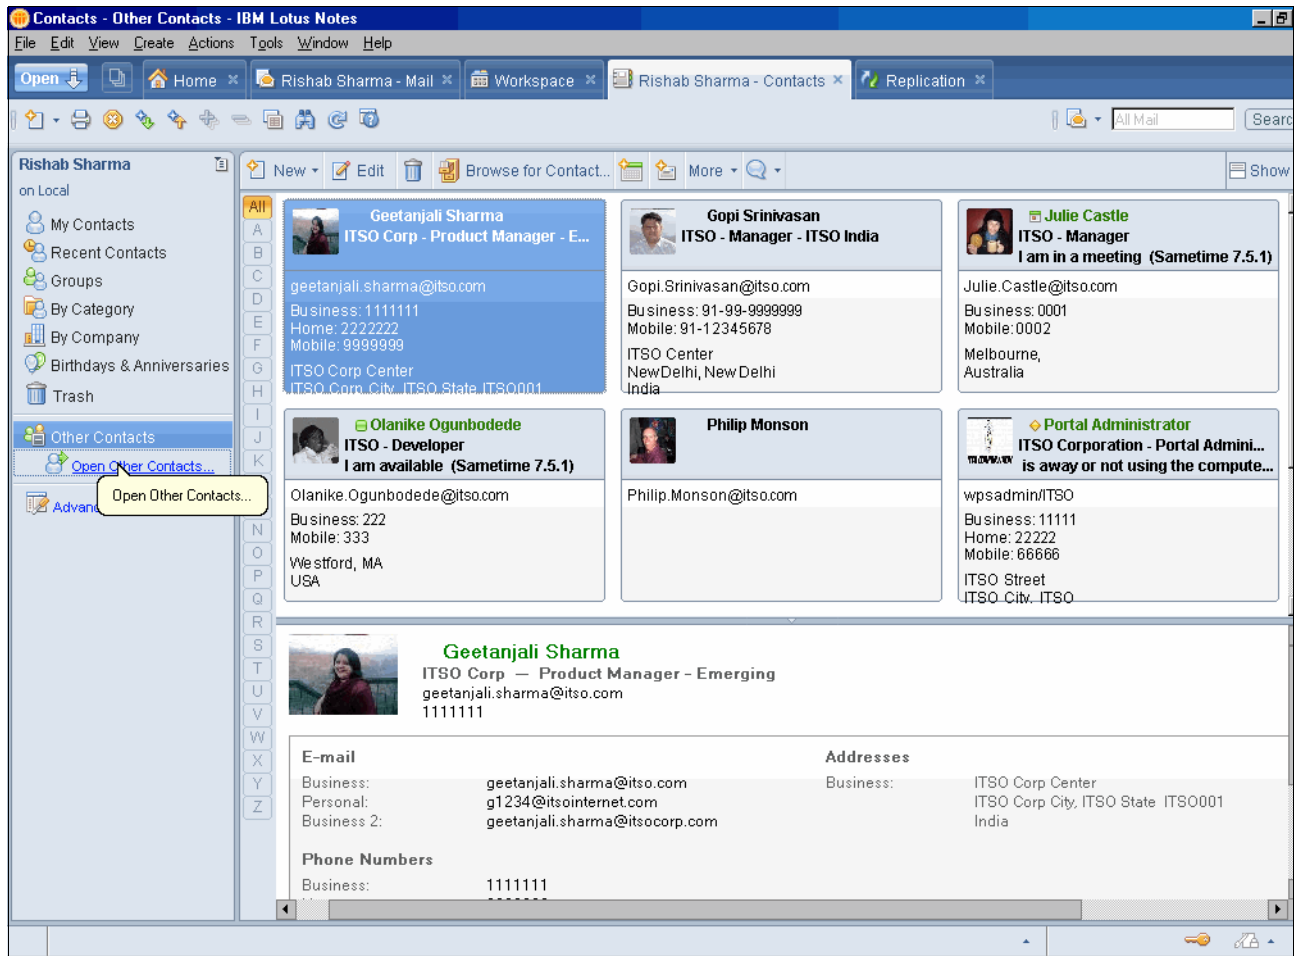 Contacts - Other Contacts - IBM Lotus Notes
File Edit View Create Actions Tools Window Help
Open Home Rishab Sharma - Mail Workspace Rishab Sharma - Contacts Replication
All Mail Searc
Rishab Sharma
on Local
My Contacts
Recent Contacts
Groups
By Category
By Company
Birthdays & Anniversaries
Trash
Other Contacts
Open Other Contacts...
Open Other Contacts...
Advanc
New Edit Browse for Contact... More Show
All
A
B
C
D
E
F
G
H
I
J
K
N
O
P
Q
R
S
T
U
V
W
X
Y
Z
Geetanjali Sharma
ITSO Corp - Product Manager - E...
geetanjali.sharma@itso.com
Business: 1111111
Home: 2222222
Mobile: 9999999
ITSO Corp Center
ITSO Corp City, ITSO State ITSO001
Gopi Srinivasan
ITSO - Manager - ITSO India
Gopi.Srinivasan@itso.com
Business: 91-99-9999999
Mobile: 91-12345678
ITSO Center
NewDelhi, New Delhi
India
Julie Castle
ITSO - Manager
I am in a meeting (Sametime 7.5.1)
Julie.Castle@itso.com
Business: 0001
Mobile: 0002
Melbourne,
Australia
Olanike Ogunbodede
ITSO - Developer
I am available (Sametime 7.5.1)
Olanike.Ogunbodede@itso.com
Business: 222
Mobile: 333
Westford, MA
USA
Philip Monson
Philip.Monson@itso.com
Portal Administrator
ITSO Corporation - Portal Admini...
is away or not using the compute...
wpsadmin/ITSO
Business: 11111
Home: 22222
Mobile: 66666
ITSO Street
ITSO City, ITSO
Geetanjali Sharma
ITSO Corp — Product Manager - Emerging
geetanjali.sharma@itso.com
1111111
E-mail
Business: geetanjali.sharma@itso.com
Personal: g1234@itsointernet.com
Business 2: geetanjali.sharma@itsocorp.com
Addresses
Business: ITSO Corp Center
ITSO Corp City, ITSO State ITSO001
India
Phone Numbers
Business: 1111111